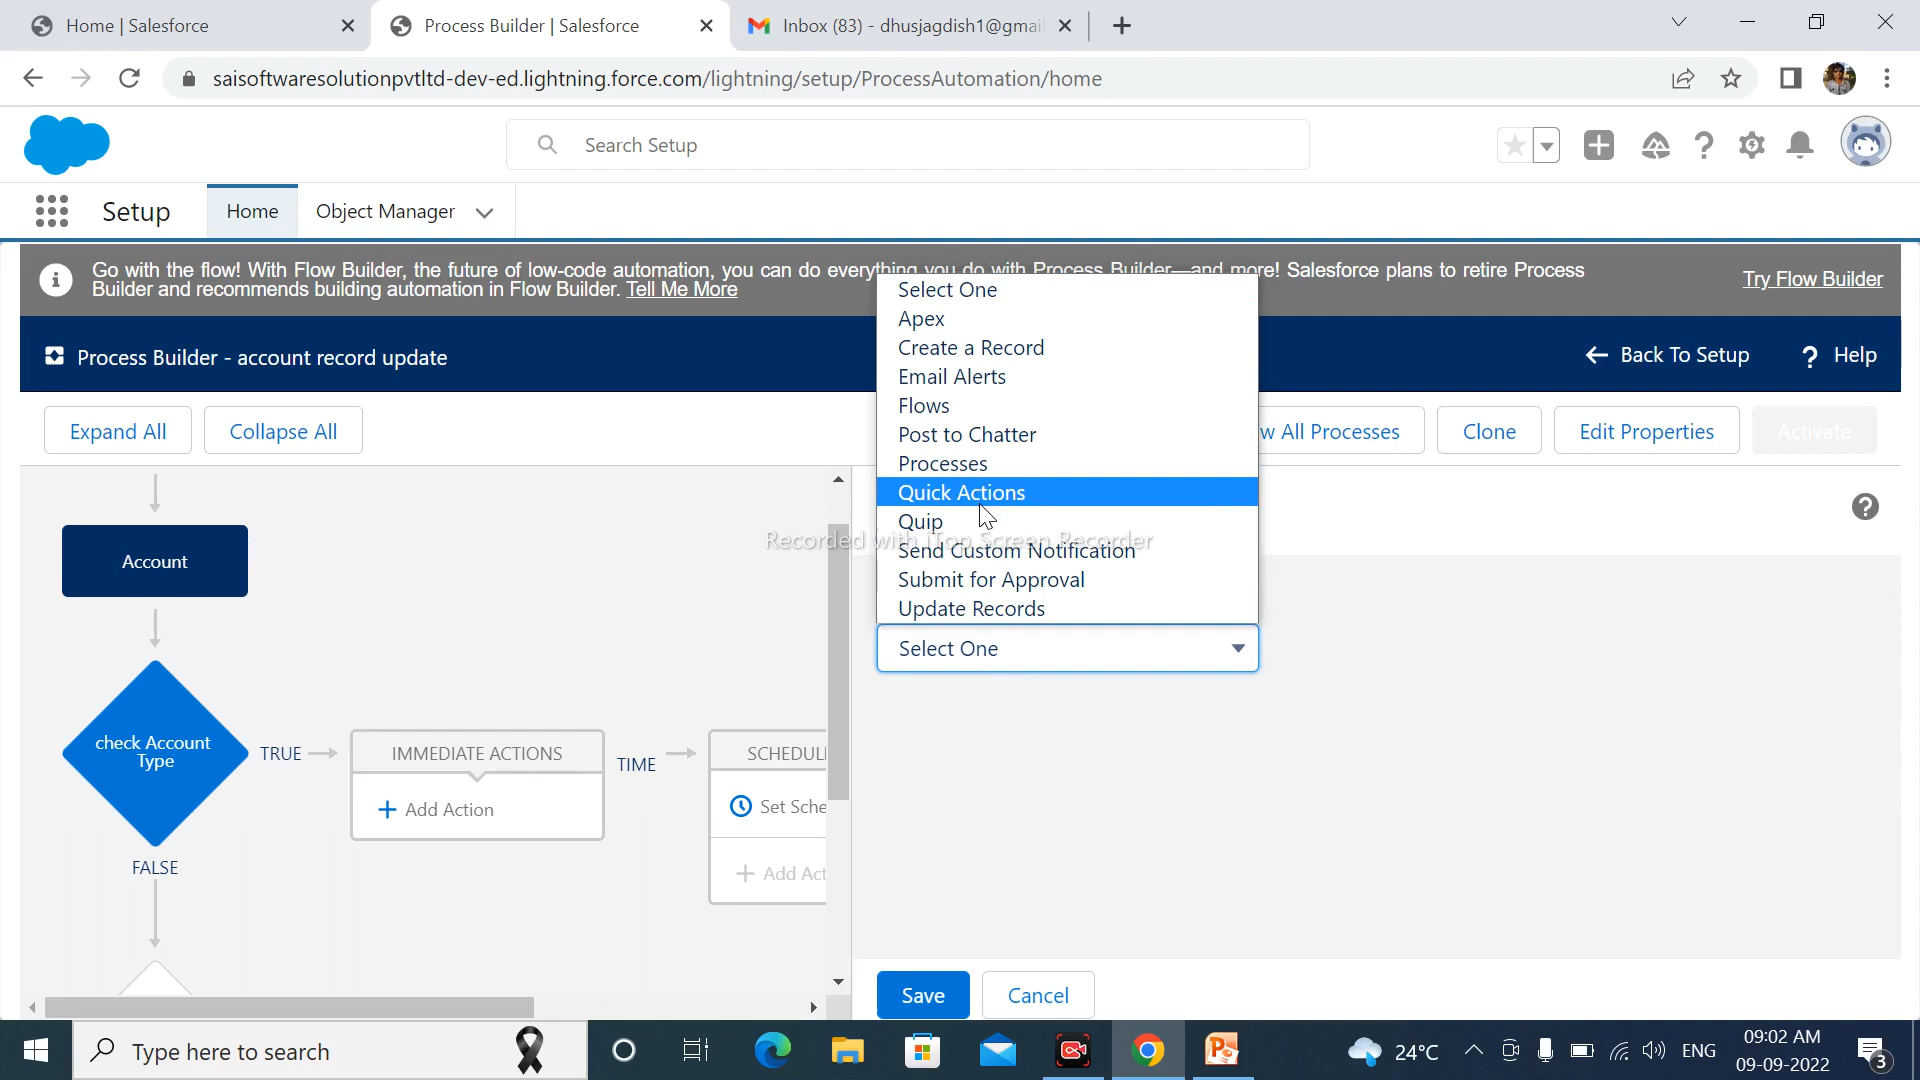 Home | Salesforce
Process Builder | Salesforce
Inbox (83) - dhusjagdish1@gmai
saisoftwaresolutionpvtltd-dev-ed.lightning.force.com/lightning/setup/ProcessAutomation/home
Search Setup
Setup
Home
Object Manager
Go with the flow! With Flow Builder, the future of low-code automation, you can do everything you do with Process Builder—and more! Salesforce plans to retire Process
Builder and recommends building automation in Flow Builder. Tell Me More
Try Flow Builder
Process Builder - account record update
Back To Setup
? Help
Expand All
Collapse All
w All Processes
Clone
Edit Properties
Activate
Select One
Apex
Create a Record
Email Alerts
Flows
Post to Chatter
Processes
Quick Actions
Quip
Send Custom Notification
Submit for Approval
Update Records
Select One
Recorded with iTop Screen Recorder
Account
check Account
Type
TRUE
IMMEDIATE ACTIONS
+ Add Action
TIME
SCHEDUL
Set Sche
+ Add Act
FALSE
Save
Cancel
Type here to search
24°C
ENG
09:02 AM
09-09-2022
3